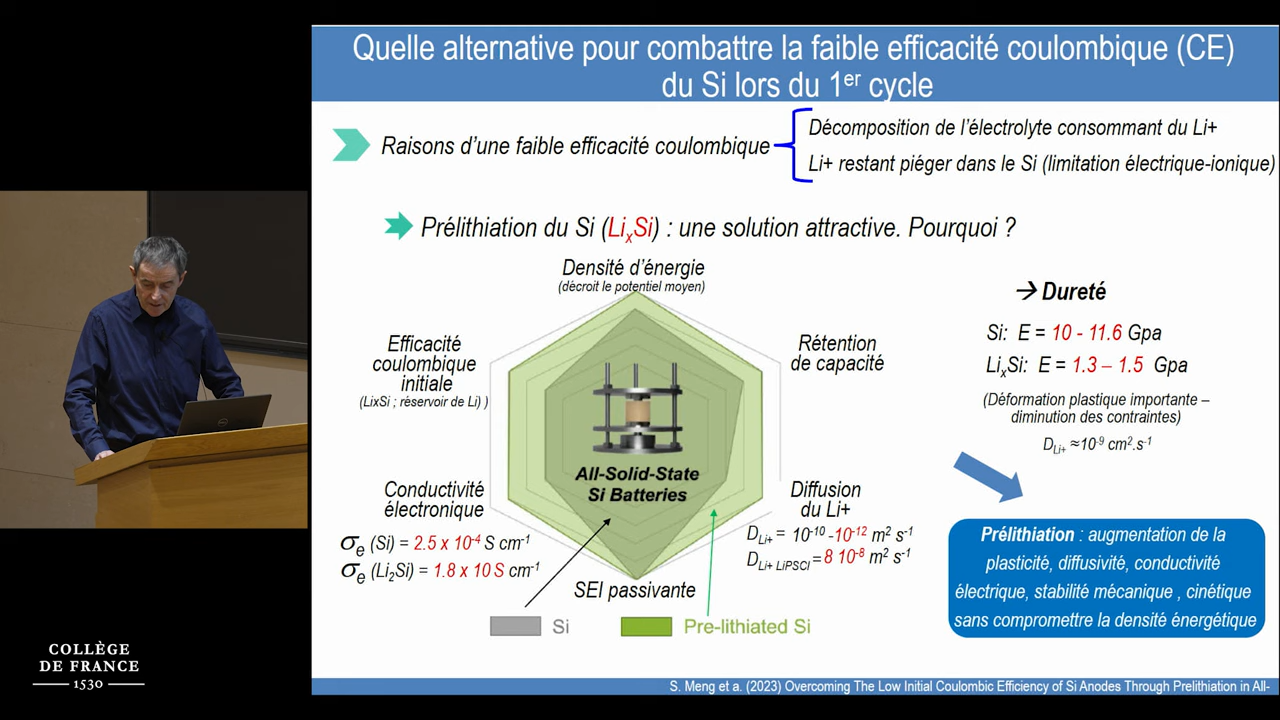 Quelle alternative pour combattre la faible efficacité coulombique (CE)
du Si lors du 1er cycle
Raisons d'une faible efficacité coulombique
Décomposition de l'électrolyte consommant du Li+
Li+ restant piéger dans le Si (limitation électrique-ionique)
Prélithiation du Si (LixSi) : une solution attractive. Pourquoi ?
Densité d'énergie
(décroit le potentiel moyen)
Efficacité
coulombique
initiale
(LixSi ; réservoir de Li) )
Rétention
de capacité
All-Solid-State
Si Batteries
Conductivité
électronique
σe (Si) = 2.5 x 10-4 S cm-1
σe (Li2Si) = 1.8 x 10 S cm-1
Diffusion
du Li+
DLi+ = 10-10 -10-12 m2 s-1
DLi+ LiPSCl = 8 10-8 m2 s-1
SEI passivante
Si
Pre-lithiated Si
→ Dureté
Si: E = 10 - 11.6 Gpa
LixSi: E = 1.3 – 1.5 Gpa
(Déformation plastique importante –
diminution des contraintes)
DLi+ ≈10-9 cm2.s-1
Prélithiation : augmentation de la
plasticité, diffusivité, conductivité
électrique, stabilité mécanique , cinétique
sans compromettre la densité énergétique
COLLÈGE
DE FRANCE
1530
S. Meng et a. (2023) Overcoming The Low Initial Coulombic Efficiency of Si Anodes Through Prelithiation in All-